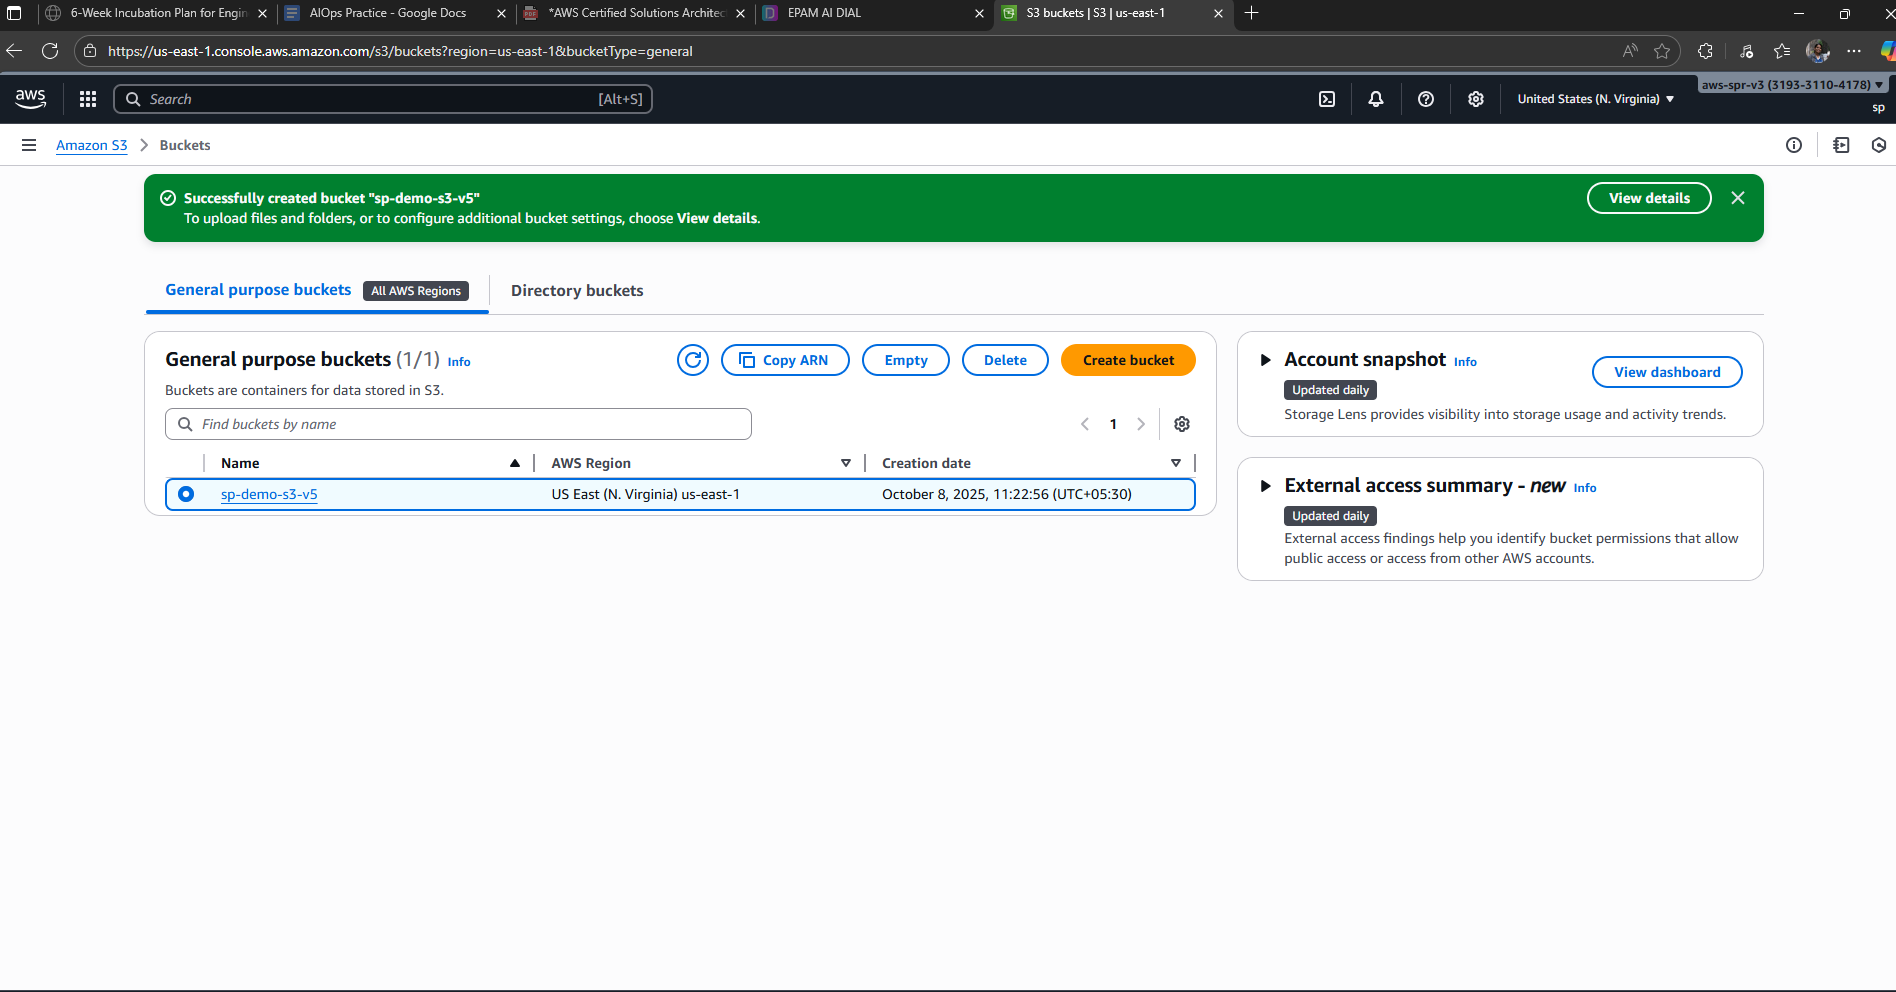 6-Week Incubation Plan for Engin
AIOps Practice - Google Docs
*AWS Certified Solutions Architec
EPAM AI DIAL
S3 buckets | S3 | us-east-1
https://us-east-1.console.aws.amazon.com/s3/buckets?region=us-east-1&bucketType=general
aws
Search
[Alt+S]
United States (N. Virginia)
aws-spr-v3 (3193-3110-4178)
sp
Amazon S3
Buckets
Successfully created bucket "sp-demo-s3-v5"
To upload files and folders, or to configure additional bucket settings, choose View details.
View details
General purpose buckets
All AWS Regions
Directory buckets
General purpose buckets (1/1) Info
Copy ARN
Empty
Delete
Create bucket
Buckets are containers for data stored in S3.
Find buckets by name
1
Name
AWS Region
Creation date
sp-demo-s3-v5
US East (N. Virginia) us-east-1
October 8, 2025, 11:22:56 (UTC+05:30)
Account snapshot Info
Updated daily
View dashboard
Storage Lens provides visibility into storage usage and activity trends.
External access summary - new Info
Updated daily
External access findings help you identify bucket permissions that allow
public access or access from other AWS accounts.